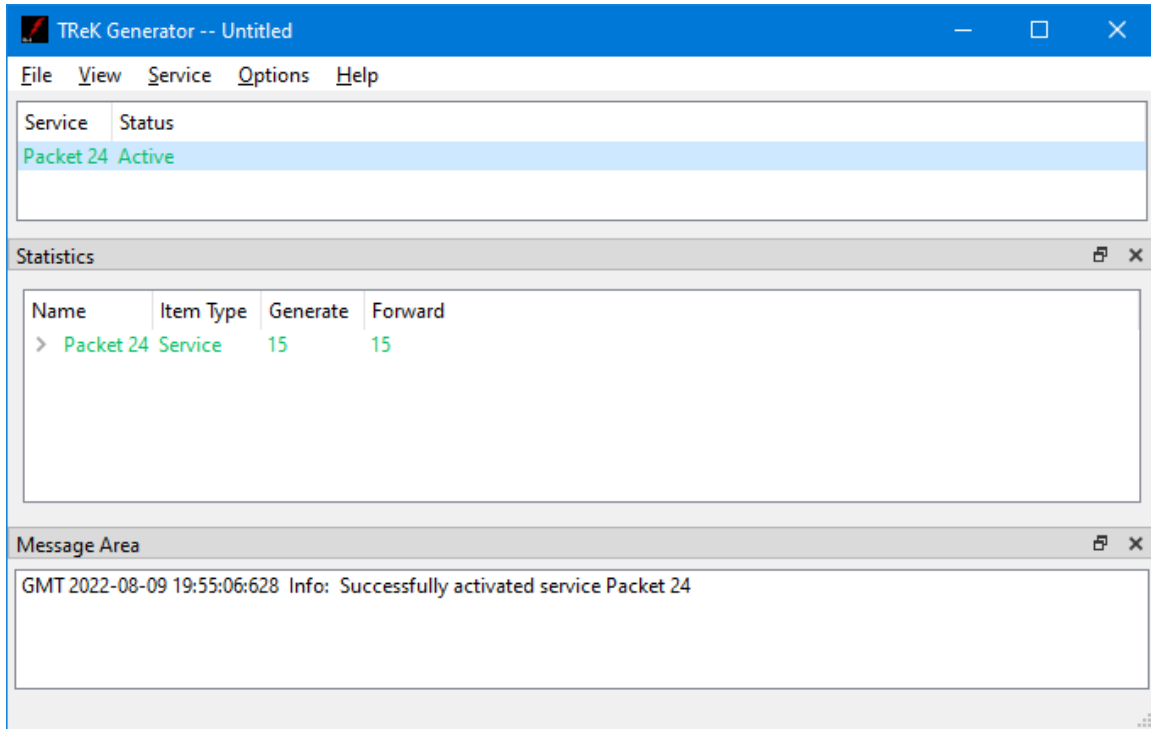 TReK Generator -- Untitled
File View Service Options Help
Service Status
Packet 24 Active
Statistics
Name Item Type Generate Forward
Packet 24 Service 15 15
Message Area
GMT 2022-08-09 19:55:06:628 Info: Successfully activated service Packet 24